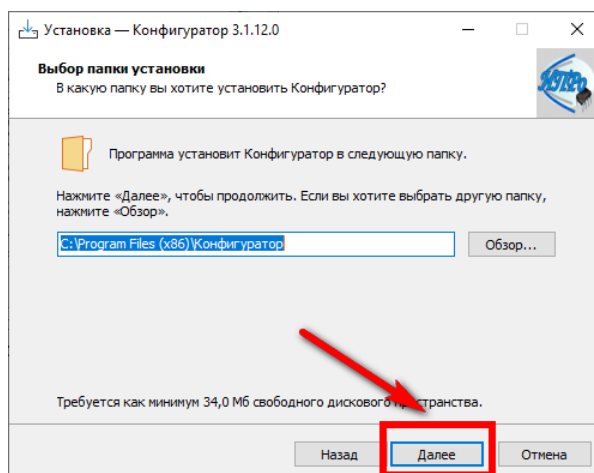 Установка — Конфигуратор 3.1.12.0
Выбор папки установки
В какую папку вы хотите установить Конфигуратор?
Программа установит Конфигуратор в следующую папку.
Нажмите «Далее», чтобы продолжить. Если вы хотите выбрать другую папку,
нажмите «Обзор».
C:\Program Files (x86)\Конфигуратор
Обзор...
Требуется как минимум 34,0 Мб свободного дискового пространства.
Назад
Далее
Отмена